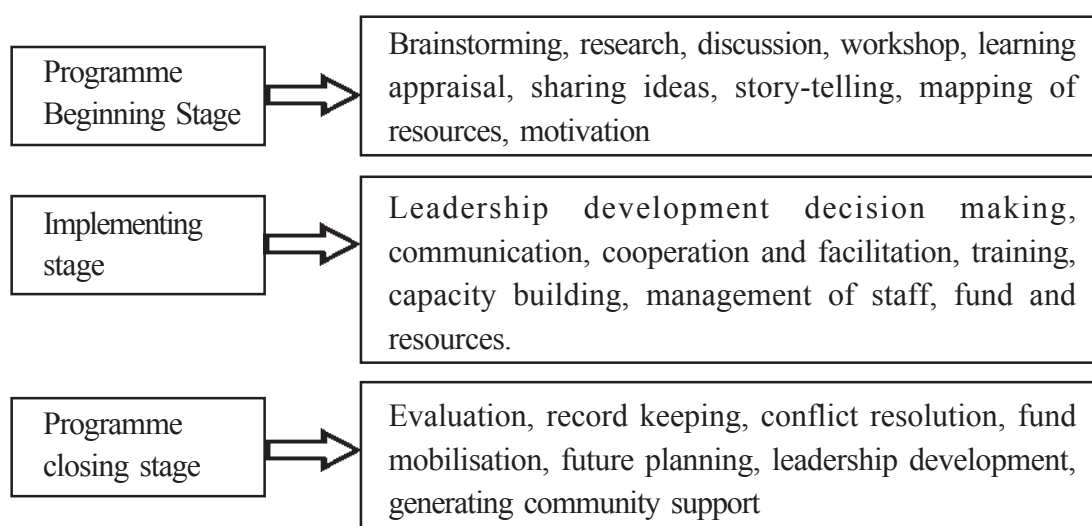 Programme
Beginning Stage
Brainstorming, research, discussion, workshop, learning
appraisal, sharing ideas, story-telling, mapping of
resources, motivation
Implementing
stage
Leadership development decision making,
communication, cooperation and facilitation, training,
capacity building, management of staff, fund and
resources.
Programme
closing stage
Evaluation, record keeping, conflict resolution, fund
mobilisation, future planning, leadership development,
generating community support